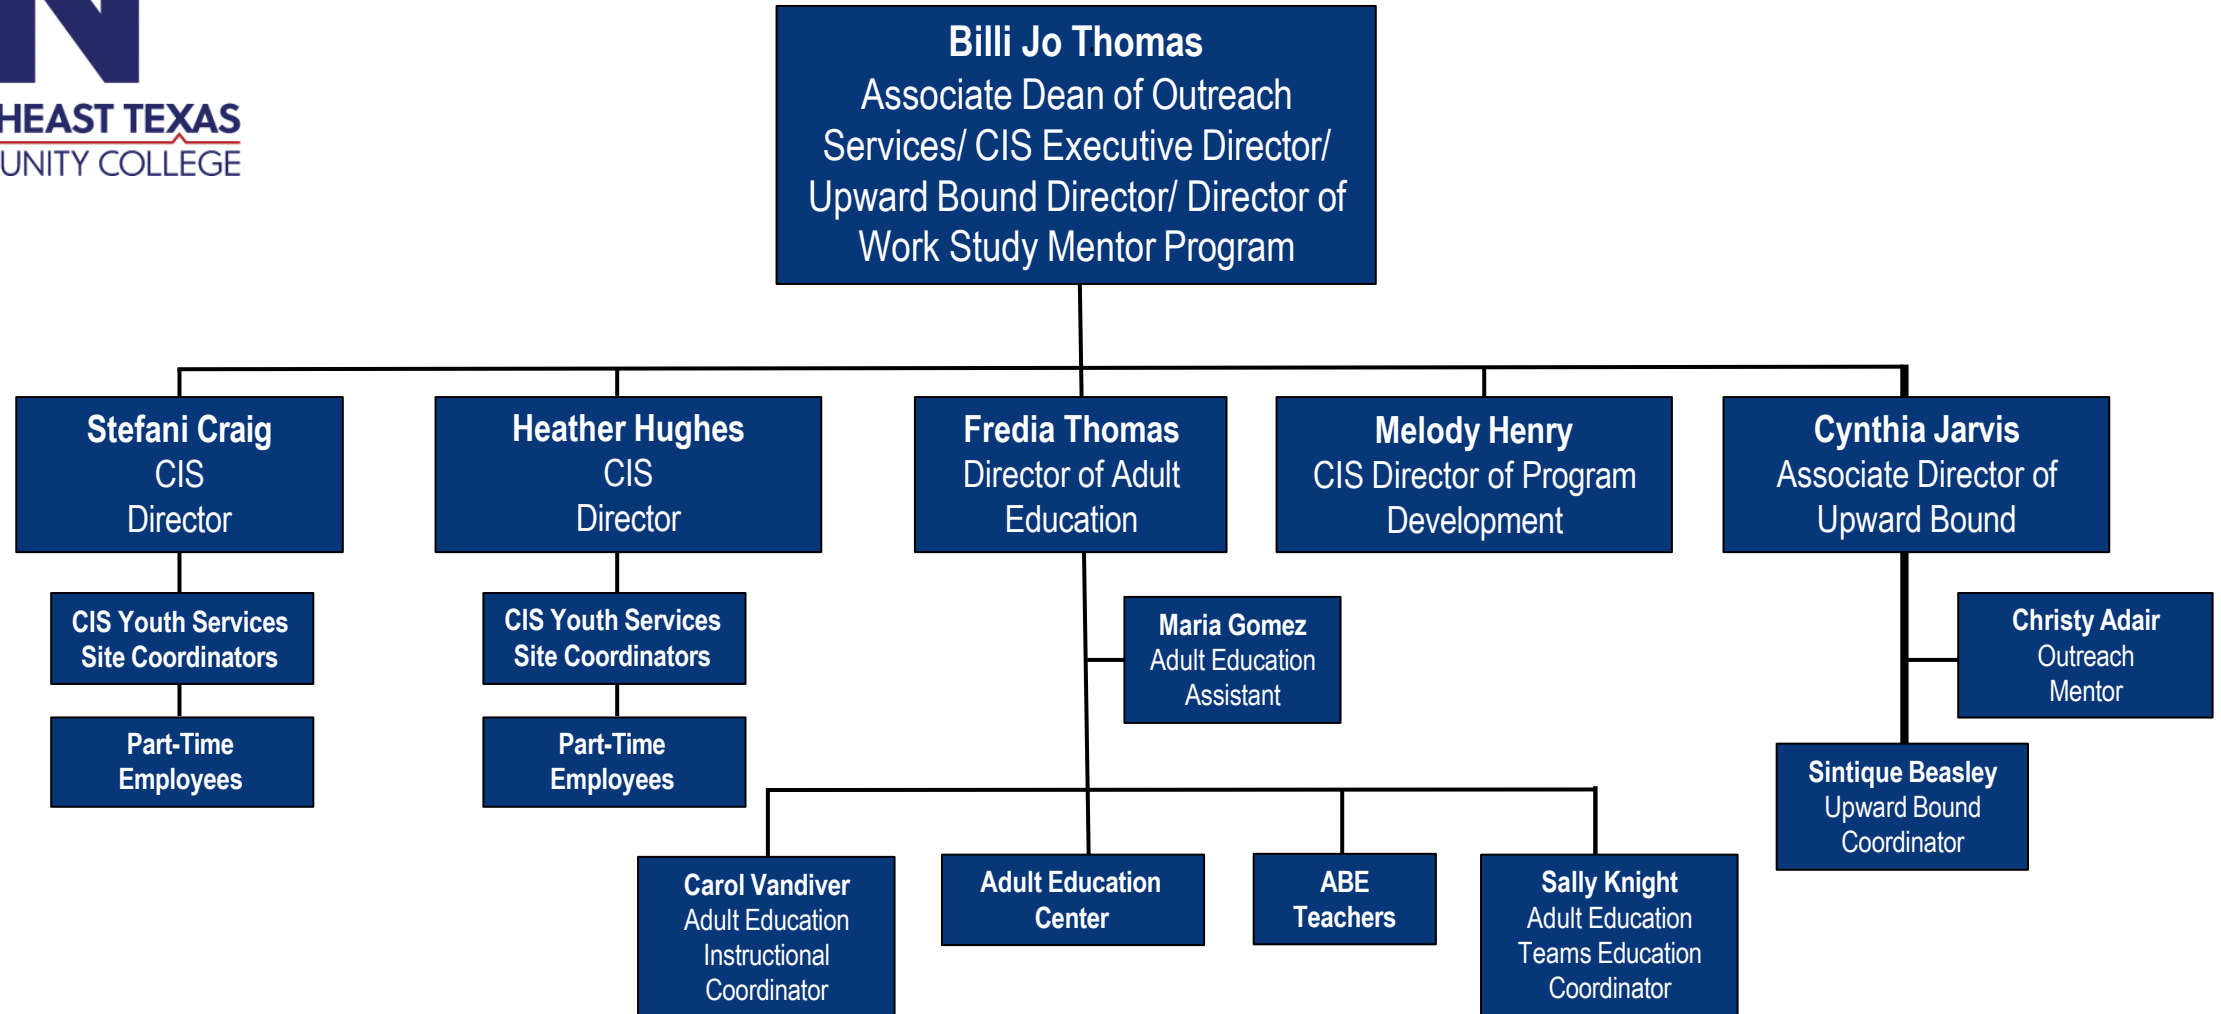 N
HEAST TEXAS
UNITY COLLEGE
Billi Jo Thomas
Associate Dean of Outreach
Services/ CIS Executive Director/
Upward Bound Director/ Director of
Work Study Mentor Program
Stefani Craig
CIS
Director
Heather Hughes
CIS
Director
Fredia Thomas
Director of Adult
Education
Melody Henry
CIS Director of Program
Development
Cynthia Jarvis
Associate Director of
Upward Bound
CIS Youth Services
Site Coordinators
CIS Youth Services
Site Coordinators
Maria Gomez
Adult Education
Assistant
Christy Adair
Outreach
Mentor
Part-Time
Employees
Part-Time
Employees
Sintique Beasley
Upward Bound
Coordinator
Carol Vandiver
Adult Education
Instructional
Coordinator
Adult Education
Center
ABE
Teachers
Sally Knight
Adult Education
Teams Education
Coordinator